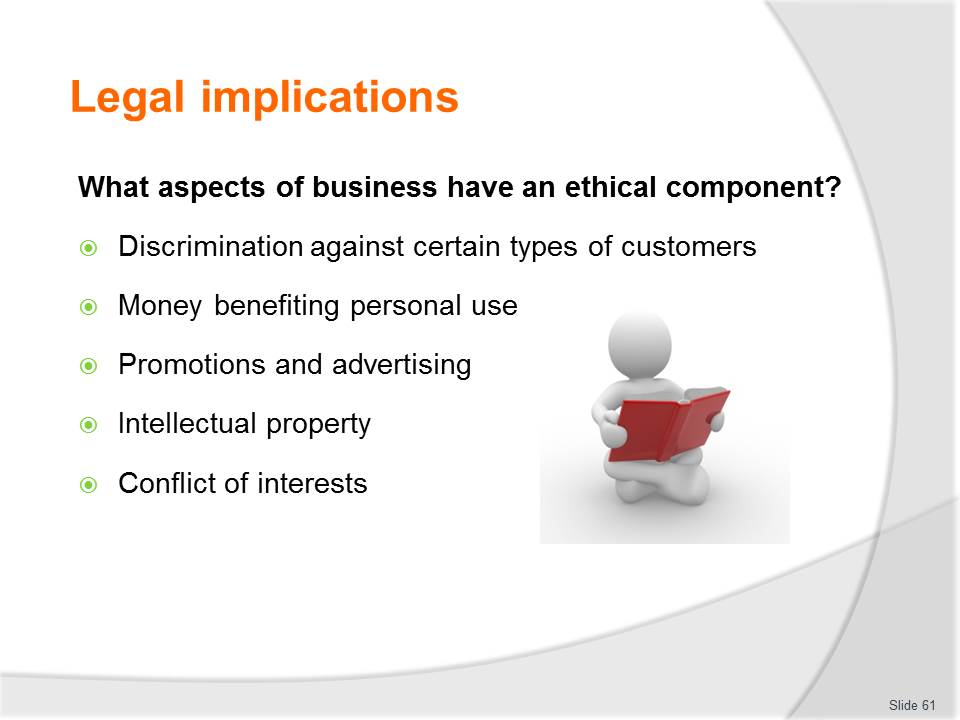 Legal implications
What aspects of business have an ethical component?
Discrimination against certain types of customers
Money benefiting personal use
Promotions and advertising
Intellectual property
Conflict of interests
Slide 61